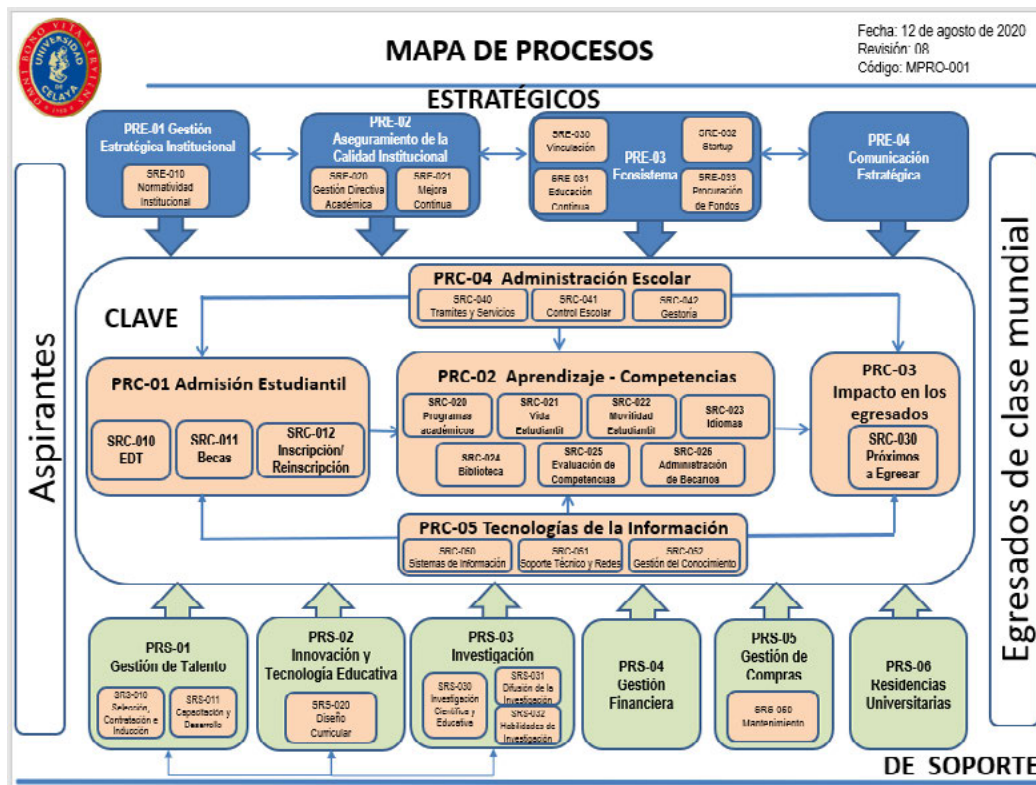 UNIVERSIDAD
DE
CELAYA
MAPA DE PROCESOS
Fecha: 12 de agosto de 2020
Revisión: 08
Código: MPRO-001
ESTRATÉGICOS
PRE-01 Gestión
Estratégica Institucional
SRE-010
Normatividad
Institucional
PRE-02
Aseguramiento de la
Calidad Institucional
SRE-020
Gestión Directiva
Académica
SRE-021
Mejora
Continua
PRE-03
Ecosistema
SRE-030
Vinculación
SRE-032
Startup
SRE-031
Educación
Continua
SRE-033
Procuración
de Fondos
PRE-04
Comunicación
Estratégica
Aspirantes
CLAVE
PRC-04 Administración Escolar
SRC-040
Tramites y Servicios
SRC-041
Control Escolar
SRC-042
Gestoría
PRC-01 Admisión Estudiantil
SRC-010
EDT
SRC-011
Becas
SRC-012
Inscripción/
Reinscripción
PRC-02 Aprendizaje - Competencias
SRC-020
Programas
académicos
SRC-021
Vida
Estudiantil
SRC-022
Movilidad
Estudiantil
SRC-023
Idiomas
SRC-024
Biblioteca
SRC-025
Evaluación de
Competencias
SRC-026
Administración
de Becarios
PRC-03
Impacto en los
egresados
SRC-030
Próximos
a Egresar
PRC-05 Tecnologías de la Información
SRC-050
Sistemas de Información
SRC-051
Soporte Técnico y Redes
SRC-052
Gestión del Conocimiento
Egresados de clase mundial
PRS-01
Gestión de Talento
SRS-010
Selección,
Contratación e
Inducción
SRS-011
Capacitación y
Desarrollo
PRS-02
Innovación y
Tecnología Educativa
SRS-020
Diseño
Curricular
PRS-03
Investigación
SRS-030
Investigación
Científica y
Educativa
SRS-031
Difusión de la
Investigación
SRS-032
Habilidades de
Investigación
PRS-04
Gestión
Financiera
PRS-05
Gestión de
Compras
Mantenimiento
PRS-06
Residencias
Universitarias
DE SOPORTE